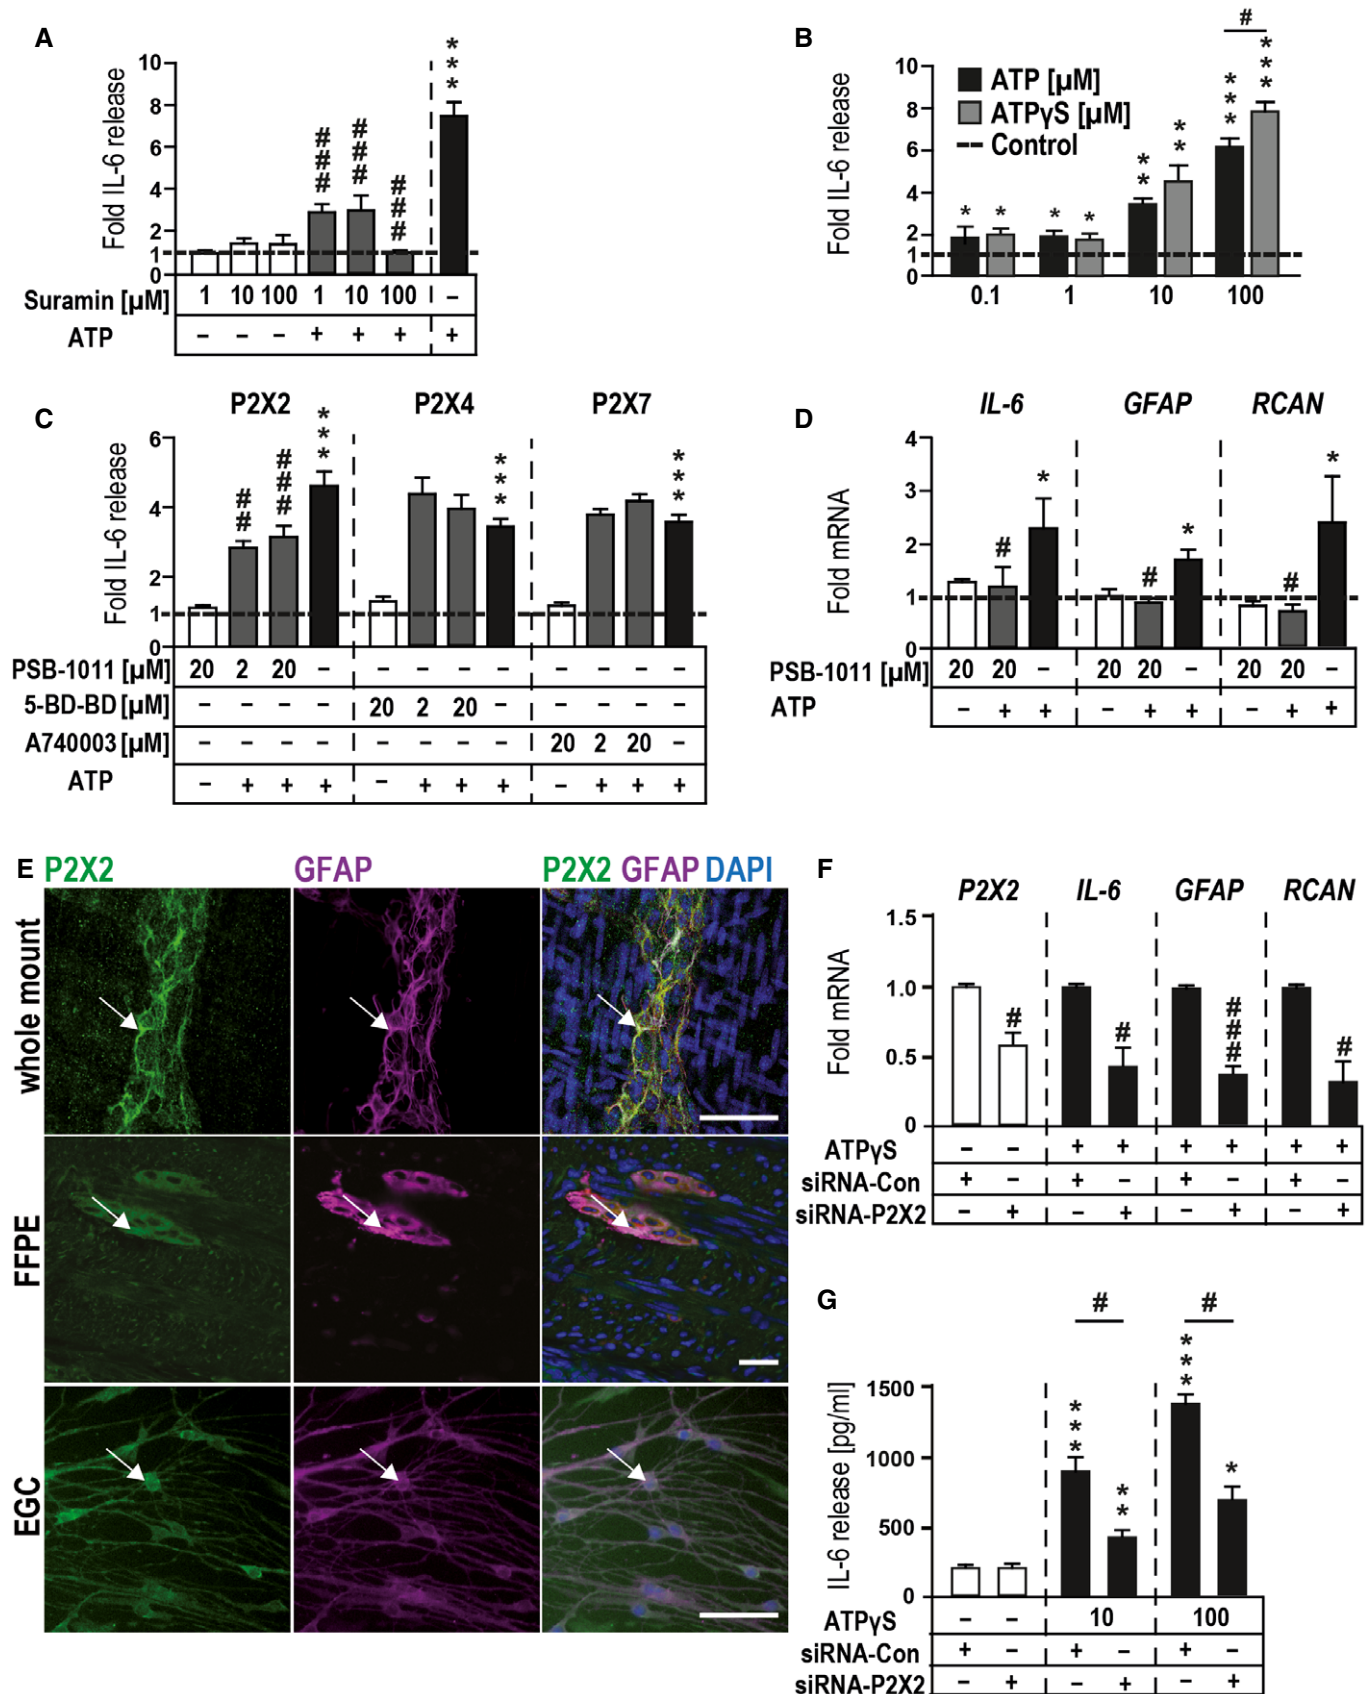 A
Fold IL-6 release
10
8
6
4
2
1
0
# # #
# # #
# # #
* * *
Suramin [µM] 1 10 100 1 10 100 –
ATP – – – + + + +
B
Fold IL-6 release
10
8
6
4
2
1
0
ATP [µM]
ATPγS [µM]
Control
* * * * * * * * * * * * * *
#
0.1 1 10 100
C
P2X2 P2X4 P2X7
Fold IL-6 release
6
4
2
1
0
# # # # # * * * * * * * * *
PSB-1011 [µM] 20 2 20 – – – – – – – – –
5-BD-BD [µM] – – – – 20 2 20 – – – – –
A740003 [µM] – – – – – – – – 20 2 20 –
ATP – + + + – + + + – + + +
D
IL-6 GFAP RCAN
Fold mRNA
4
3
2
1
0
# * # * # *
PSB-1011 [µM] 20 20 – 20 20 – 20 20 –
ATP – + + – + + – + +
E
P2X2 GFAP P2X2 GFAP DAPI
whole mount
FFPE
EGC
F
P2X2 IL-6 GFAP RCAN
Fold mRNA
1.5
1.0
0.5
0
# # # # # #
ATPγS – – + + + + + +
siRNA-Con + – + – + – + –
siRNA-P2X2 – + – + – + – +
G
# #
IL-6 release [pg/ml]
1500
1000
500
0
* * * * * * * * *
ATPγS – – 10 100
siRNA-Con + – + – + –
siRNA-P2X2 – + – + – +